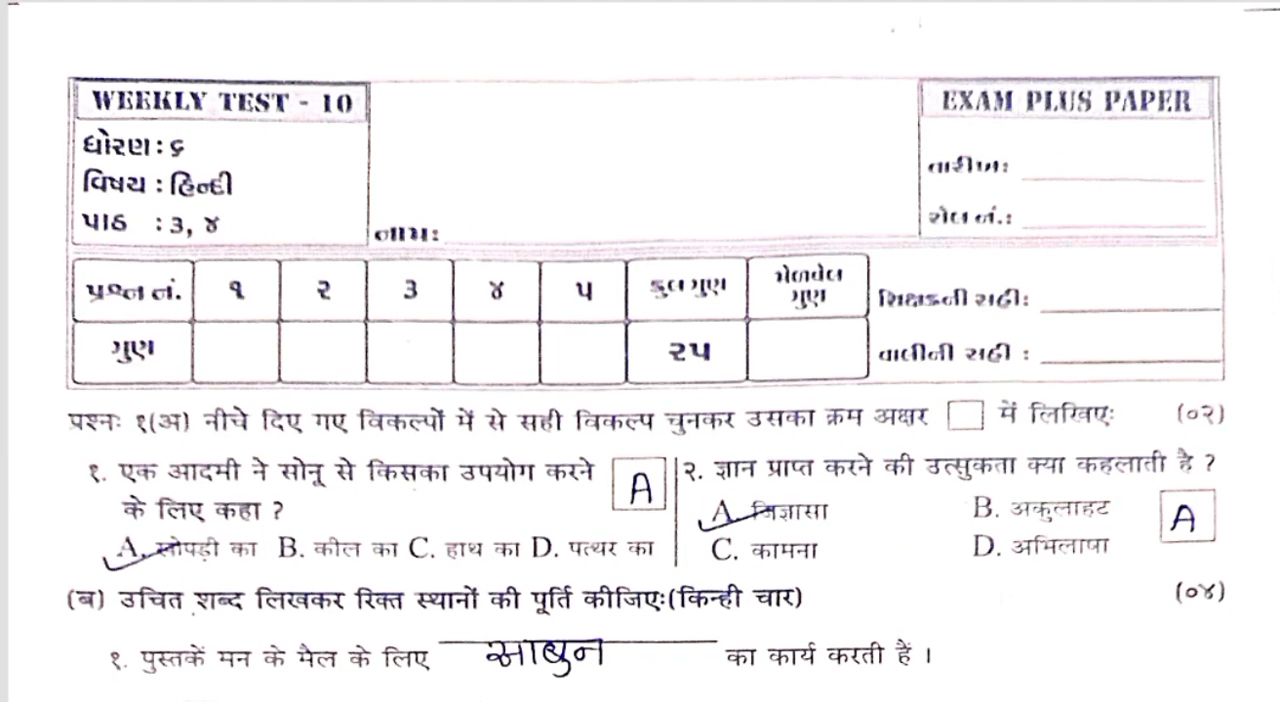 WEEKLY TEST - 10
EXAM PLUS PAPER
ધોરણ : ૬
વિષય : હિન્દી
પાઠ : ૩, ૪
નામ:
તારીખ:
રોલ નં.:
પ્રશ્ન નં. ૧ ૨ ૩ ૪ ૫ કુલ ગુણ મેળવેલ ગુણ
ગુણ ૨૫
શિક્ષકની સહી:
વાલીની સહી :
प्रश्नः १(अ) नीचे दिए गए विकल्पों में से सही विकल्प चुनकर उसका क्रम अक्षर में लिखिएः (०२)
१. एक आदमी ने सोनू से किसका उपयोग करने के लिए कहा ? A
A. खोपड़ी का B. कील का C. हाथ का D. पत्थर का
२. ज्ञान प्राप्त करने की उत्सुकता क्या कहलाती है ?
A. जिज्ञासा B. अकुलाहट A
C. कामना D. अभिलाषा
(ब) उचित शब्द लिखकर रिक्त स्थानों की पूर्ति कीजिएः(किन्ही चार) (०४)
१. पुस्तकें मन के मैल के लिए साबुन का कार्य करती हैं ।